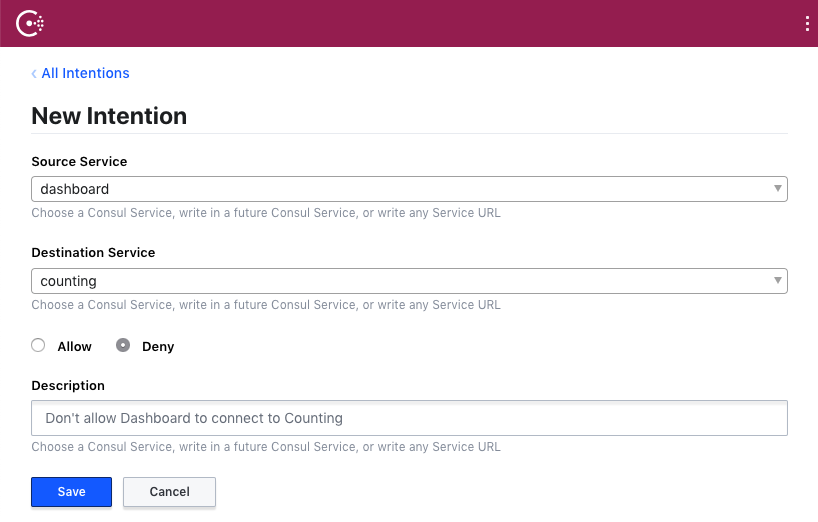 All Intentions
New Intention
Source Service
dashboard
Choose a Consul Service, write in a future Consul Service, or write any Service URL
Destination Service
counting
Choose a Consul Service, write in a future Consul Service, or write any Service URL
Allow Deny
Description
Don't allow Dashboard to connect to Counting
Choose a Consul Service, write in a future Consul Service, or write any Service URL
Save Cancel